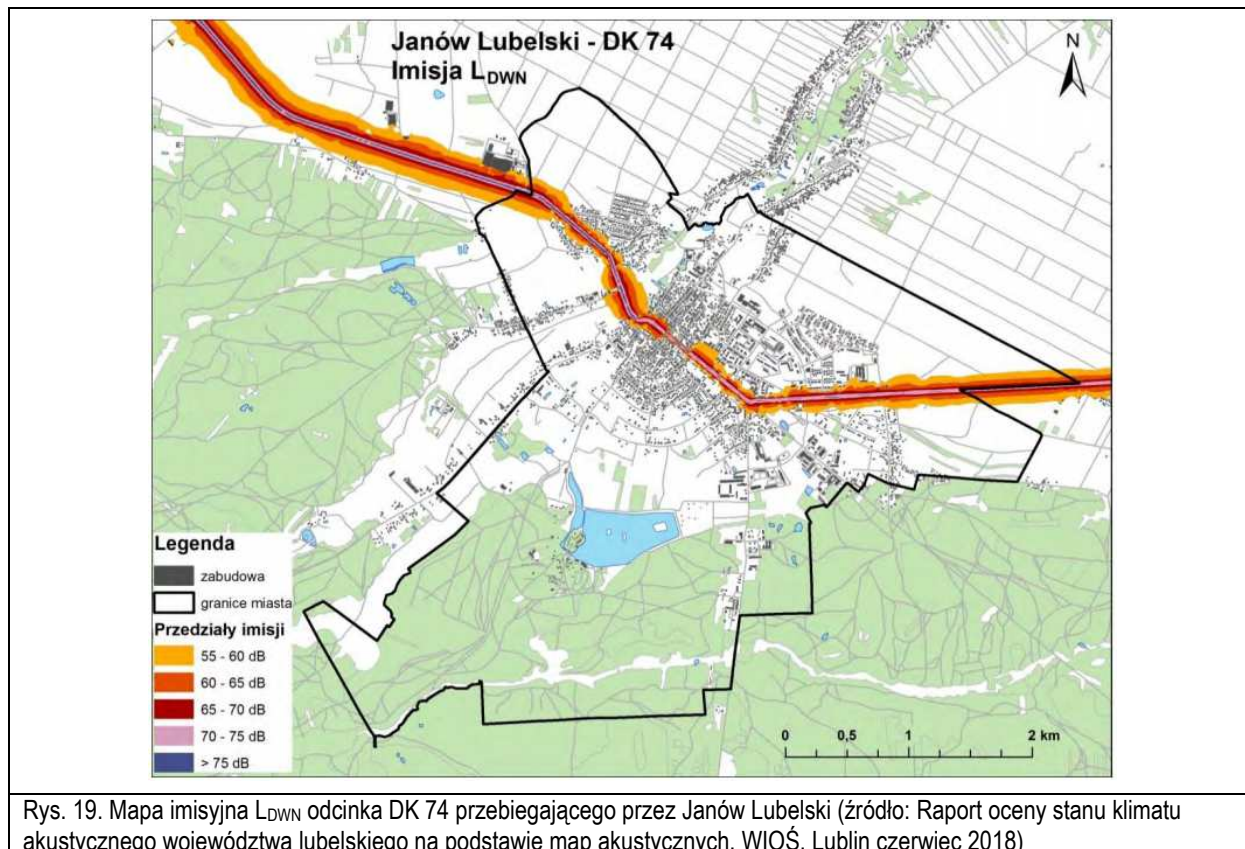 Janów Lubelski - DK 74
Imisja LDWN
N
Legenda
zabudowa
granice miasta
Przedziały imisji
55 - 60 dB
60 - 65 dB
65 - 70 dB
70 - 75 dB
> 75 dB
0 0,5 1 2 km
Rys. 19. Mapa imisyjna LDWN odcinka DK 74 przebiegającego przez Janów Lubelski (źródło: Raport oceny stanu klimatu
akustycznego województwa lubelskiego na podstawie map akustycznych, WIOŚ, Lublin czerwiec 2018)